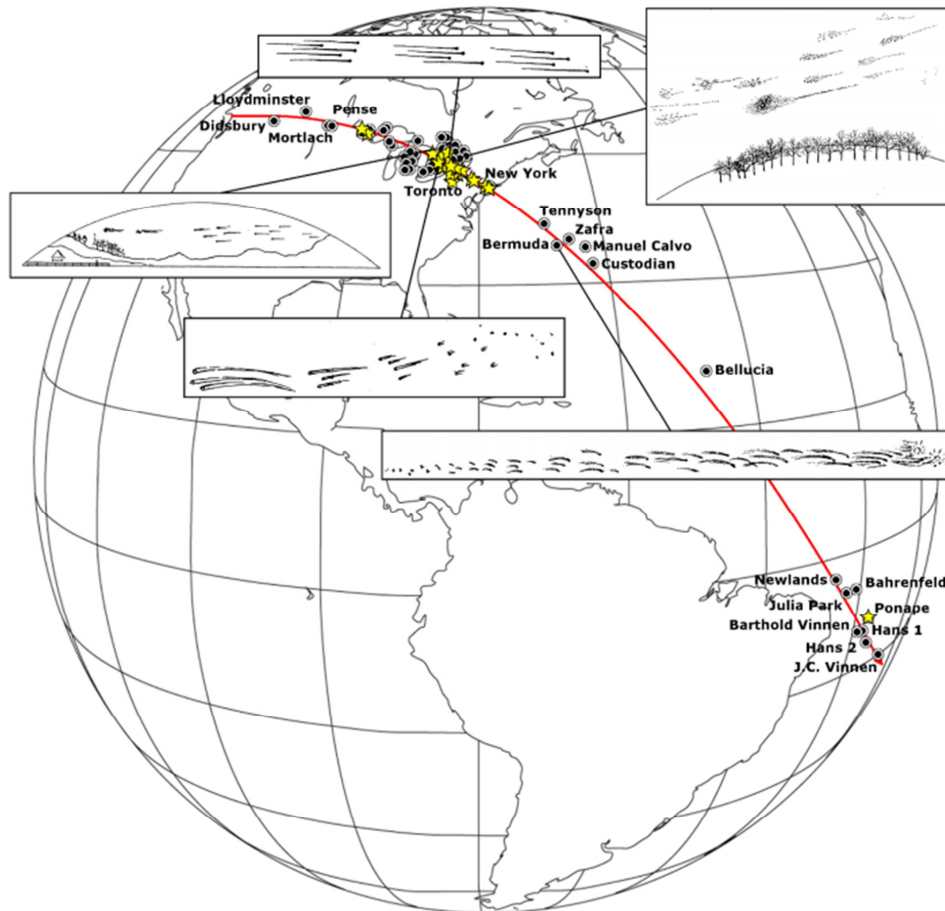 Lloydminster
Pense
Didsbury
Mortlach
New York
Toronto
Tennyson
Zafra
Bermuda
Manuel Calvo
Custodian
Bellucia
Newlands
Bahrenfeld
Julia Park
Ponape
Barthold Vinnen
Hans 1
Hans 2
J.C. Vinnen